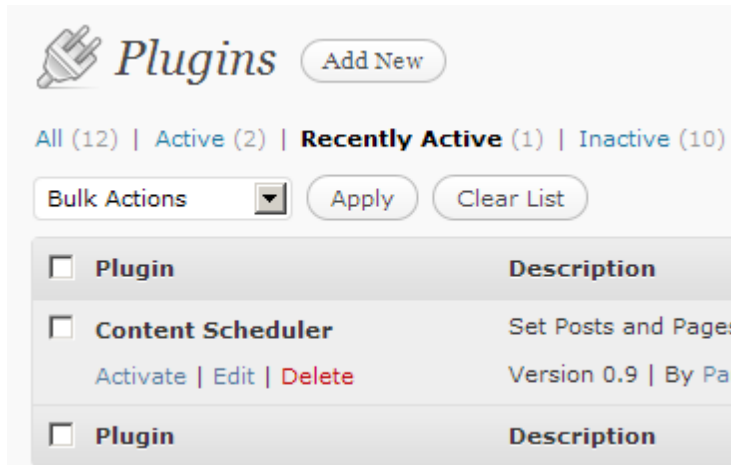 Plugins Add New
All (12) | Active (2) | Recently Active (1) | Inactive (10)
Bulk Actions Apply Clear List
Plugin Description
Content Scheduler Set Posts and Pages
Activate | Edit | Delete Version 0.9 | By Pa
Plugin Description